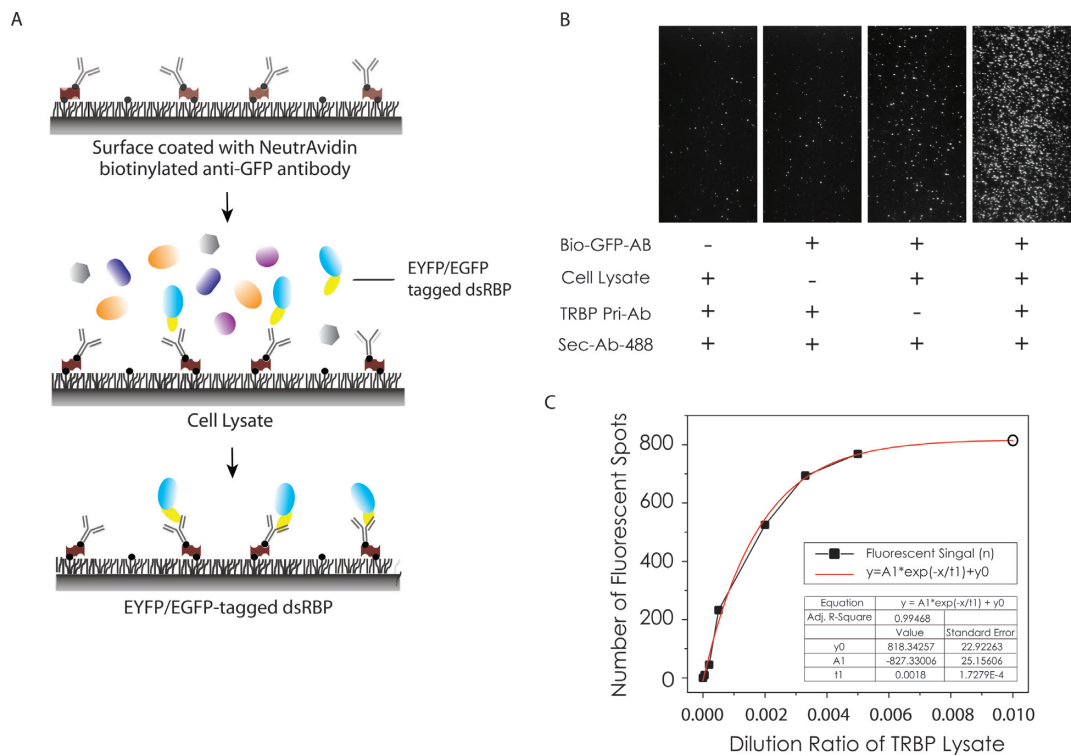 A
Surface coated with NeutrAvidin
biotinylated anti-GFP antibody
EYFP/EGFP
tagged dsRBP
Cell Lysate
EYFP/EGFP-tagged dsRBP
B
Bio-GFP-AB - + + +
Cell Lysate + - + +
TRBP Pri-Ab + + - +
Sec-Ab-488 + + + +
C
Number of Fluorescent Spots
800
600
400
200
0
Fluorescent Singal (n)
y=A1*exp(-x/t1)+y0
Equation y = A1*exp(-x/t1) + y0
Adj. R-Square 0.99468
Value Standard Error
y0 818.34257 22.92263
A1 -827.33006 25.15606
t1 0.0018 1.7279E-4
0.000 0.002 0.004 0.006 0.008 0.010
Dilution Ratio of TRBP Lysate